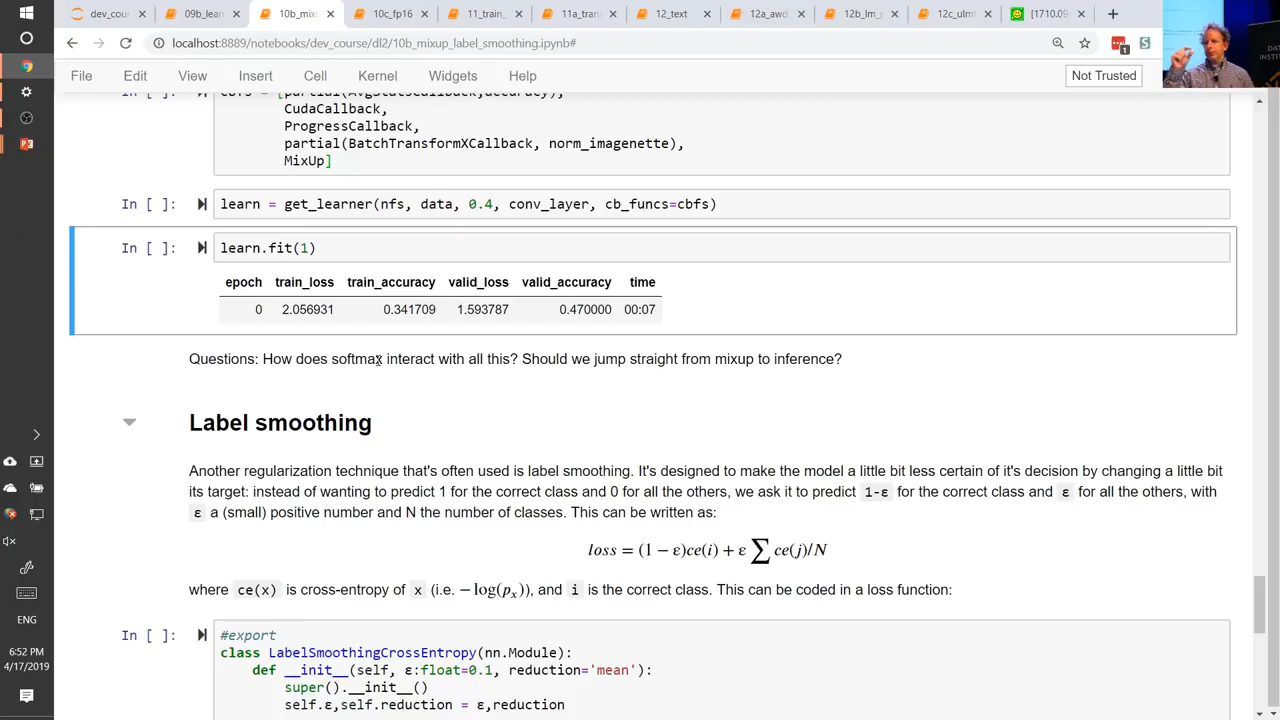 dev_cou
09b_lear
10b_mix
10c_fp16
11_train_
11a_tran
12_text
12a_awd
12b_lm_
12c_ulmf
[1710.09
localhost:8889/notebooks/dev_course/dl2/10b_mixup_label_smoothing.ipynb#
File Edit View Insert Cell Kernel Widgets Help
Not Trusted
CudaCallback,
ProgressCallback,
partial(BatchTransformXCallback, norm_imagenette),
MixUp]
In [ ]: learn = get_learner(nfs, data, 0.4, conv_layer, cb_funcs=cbfs)
In [ ]: learn.fit(1)
epoch train_loss train_accuracy valid_loss valid_accuracy time
0 2.056931 0.341709 1.593787 0.470000 00:07
Questions: How does softmax interact with all this? Should we jump straight from mixup to inference?
Label smoothing
Another regularization technique that's often used is label smoothing. It's designed to make the model a little bit less certain of it's decision by changing a little bit
its target: instead of wanting to predict 1 for the correct class and 0 for all the others, we ask it to predict 1-ε for the correct class and ε for all the others, with
ε a (small) positive number and N the number of classes. This can be written as:
loss = (1 − ε)ce(i) + ε ∑ ce(j)/N
where ce(x) is cross-entropy of x (i.e. − log(pₓ)), and i is the correct class. This can be coded in a loss function:
In [ ]: #export
class LabelSmoothingCrossEntropy(nn.Module):
def __init__(self, ε:float=0.1, reduction='mean'):
super().__init__()
self.ε,self.reduction = ε,reduction
ENG
6:52 PM
4/17/2019